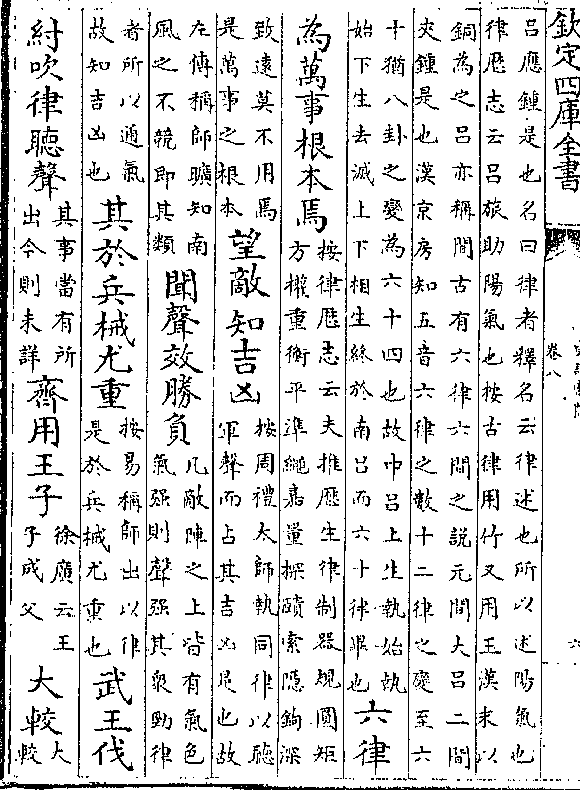 欽定四庫全書
卷八
六
呂應鍾是也名曰律者釋名云律述也所以述陽氣也
律厯志云呂旅助陽氣也按古律用竹又用王漢末以
銅為之呂亦稱間古有六律六間之說元間大呂二間
夾鍾是也漢京房知五音六律之數十二律之變至六
十猶八卦之變為六十四也故中呂上生執始執
始下生去滅上下相生終於南呂而六十律畢也
六律
為萬事根本焉
按律厯志云夫推厯生律制器規圓矩
方權重衡平準繩嘉量探賾索隱鉤深
致遠莫不用焉
是萬事之根本
望敵知吉凶
按周禮太師執同律以聽
軍聲而占其吉凶是也故
左傳稱師曠知南
風之不競即其類
聞聲效勝負
凡敵陣之上皆有氣色
氣强則聲强其衆勁律
者所以通氣
故知吉凶也
其於兵械尤重
按易稱師出以律
是於兵械尤重也
武王伐
紂吹律聽聲
其事當有所
出今則未詳
齊用王子
徐廣云王
子成父
大較
大
較